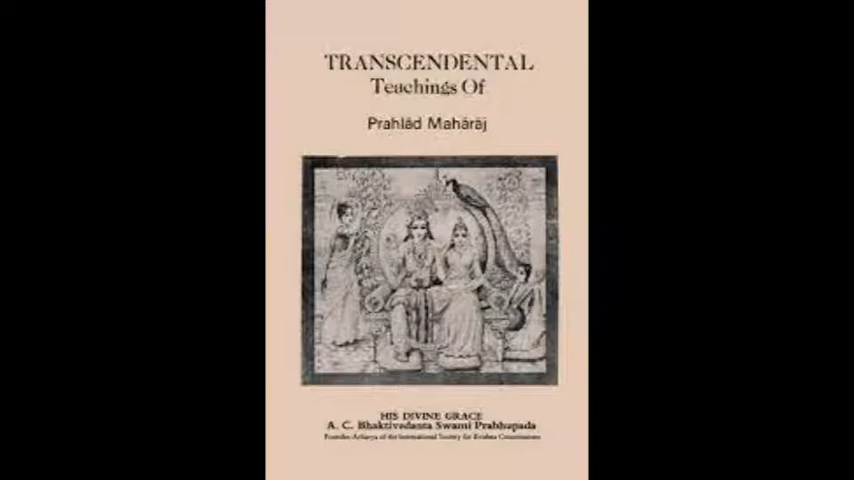 TRANSCENDENTAL
Teachings Of
Prahlād Mahārāj
HIS DIVINE GRACE
A. C. Bhaktivedanta Swami Prabhupada
Founder-Acharya of the International Society for Krishna Consciousness